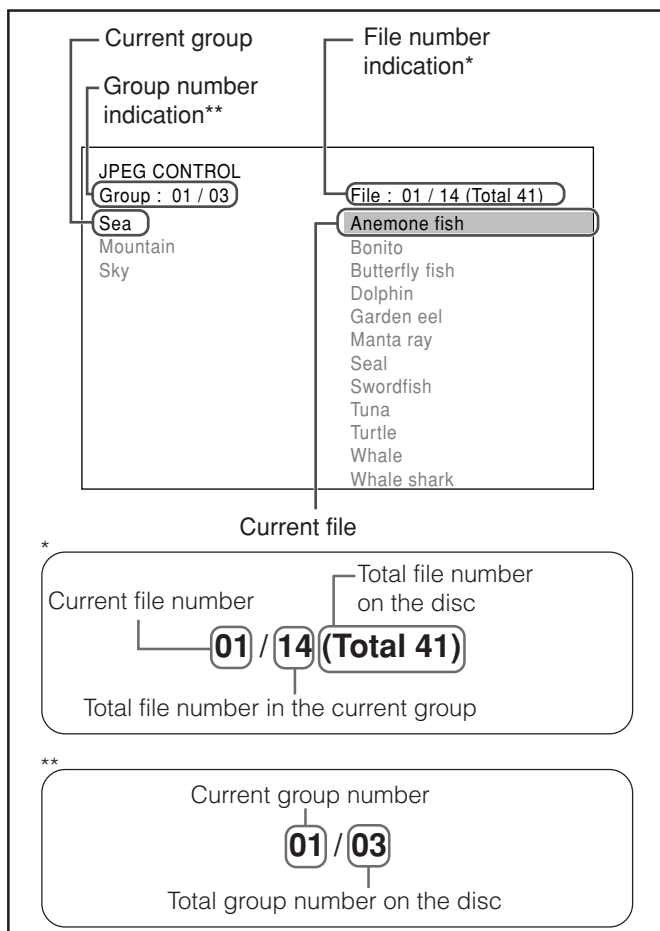 Current group
File number
indication*
Group number
indication**
JPEG CONTROL
Group : 01 / 03
File : 01 / 14 (Total 41)
Sea
Mountain
Sky
Anemone fish
Bonito
Butterfly fish
Dolphin
Garden eel
Manta ray
Seal
Swordfish
Tuna
Turtle
Whale
Whale shark
Current file
*
Total file number
on the disc
Current file number
01 / 14 (Total 41)
Total file number in the current group
**
Current group number
01 / 03
Total group number on the disc